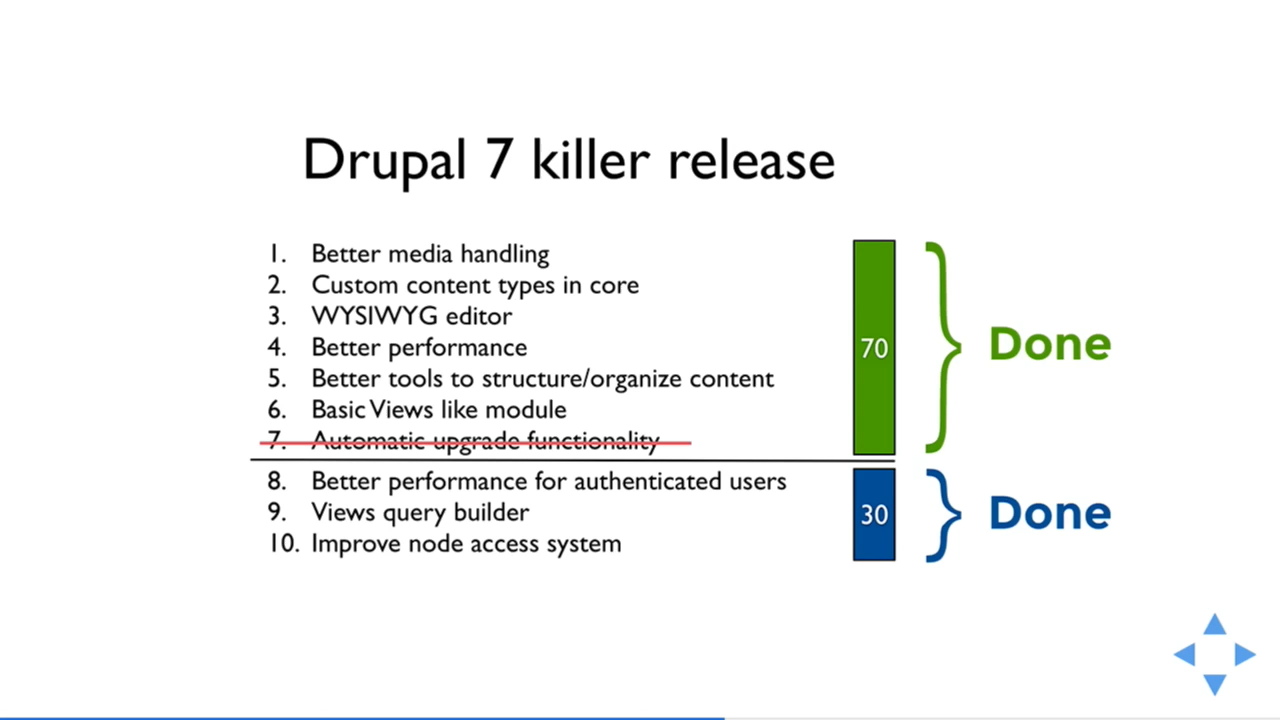 Drupal 7 killer release
1. Better media handling
2. Custom content types in core
3. WYSIWYG editor
4. Better performance
5. Better tools to structure/organize content
6. Basic Views like module
7. Automatic upgrade functionality
70
Done
8. Better performance for authenticated users
9. Views query builder
10. Improve node access system
30
Done